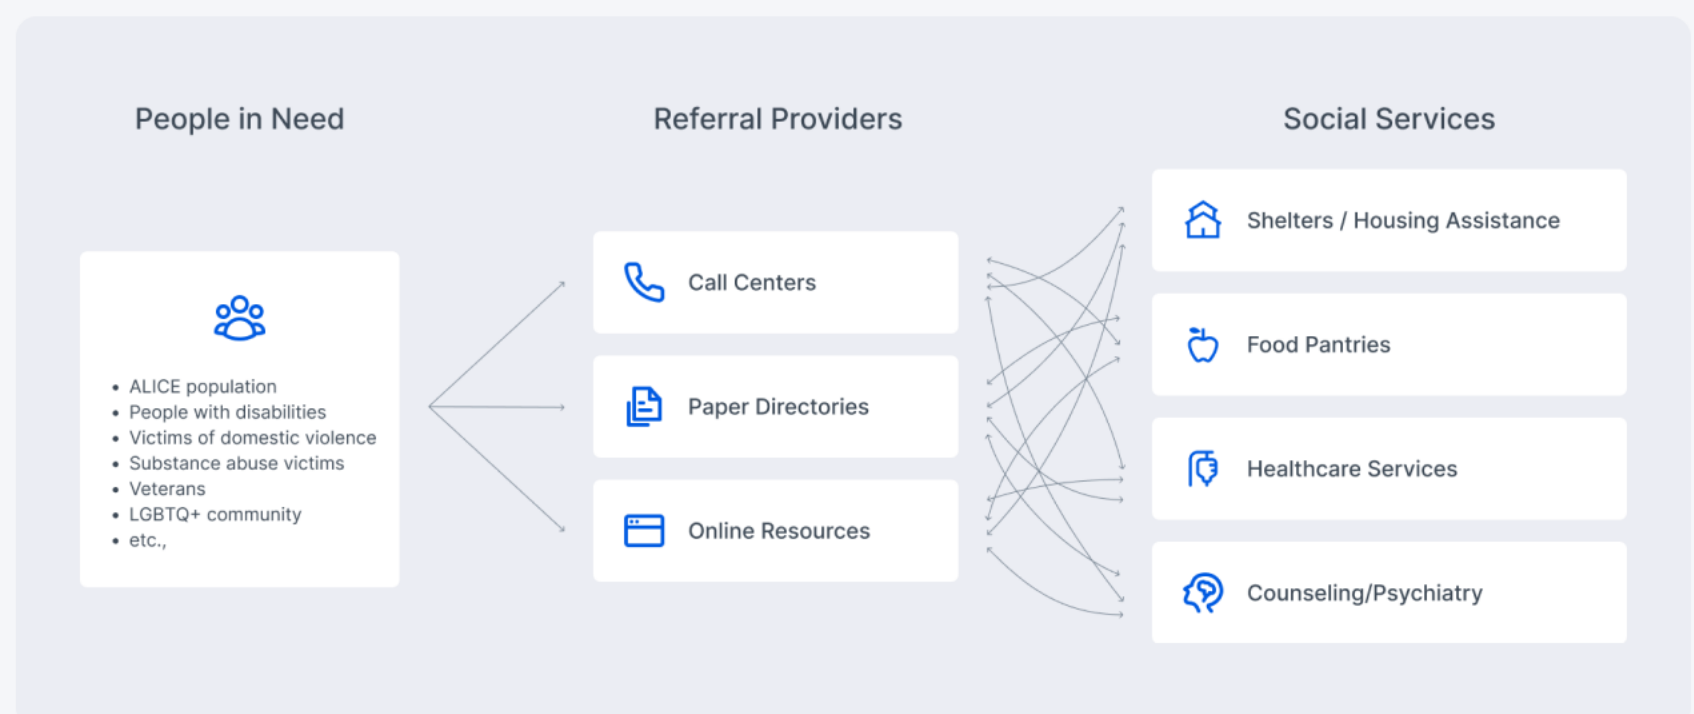 People in Need
Referral Providers
Social Services
ALICE population
People with disabilities
Victims of domestic violence
Substance abuse victims
Veterans
LGBTQ+ community
etc.,
Call Centers
Paper Directories
Online Resources
Shelters / Housing Assistance
Food Pantries
Healthcare Services
Counseling/Psychiatry